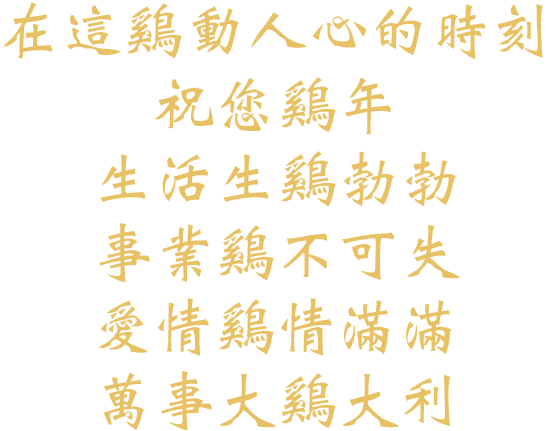 在這鷄動人心的時刻
祝您鷄年
生活生鷄勃勃
事業鷄不可失
愛情鷄情滿滿
萬事大鷄大利